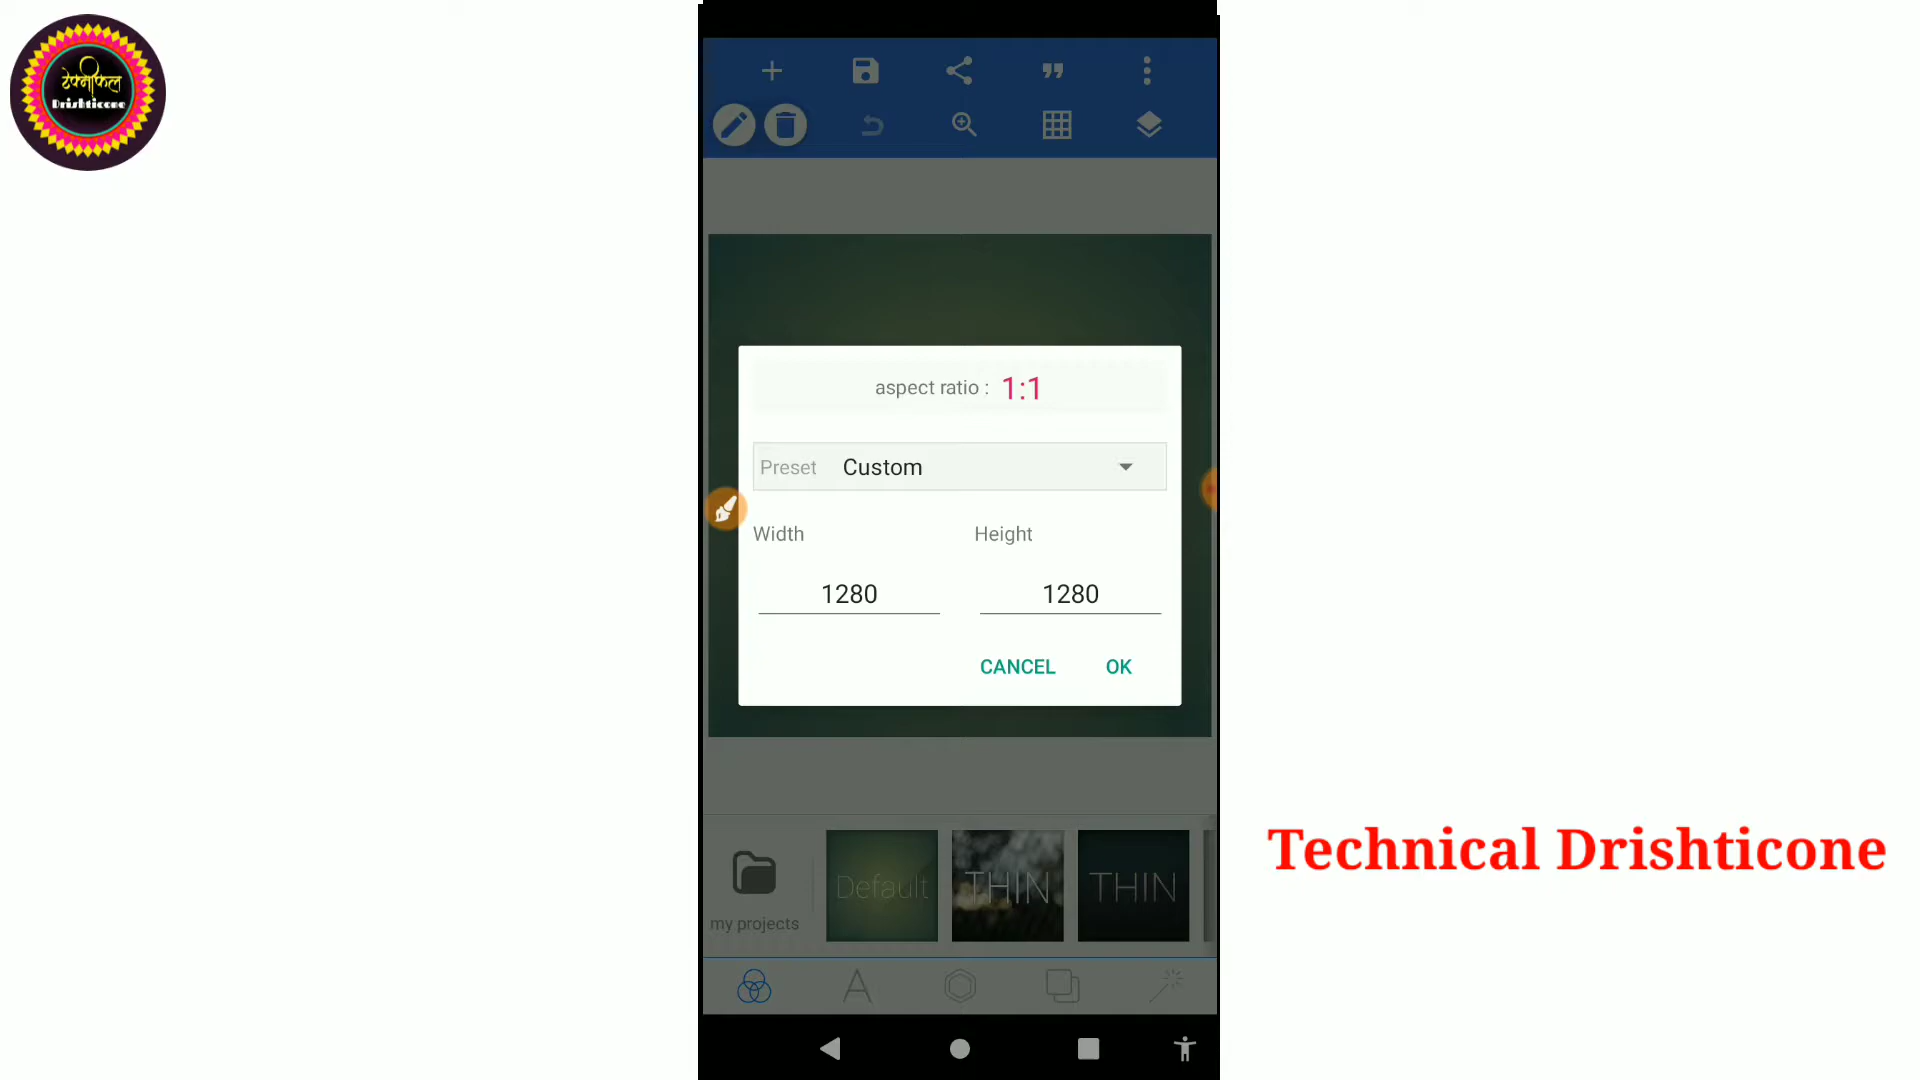 Drishticone
aspect ratio : 1:1
Preset Custom
Width Height
1280 1280
CANCEL OK
my projects
Default
THIN
THIN
Technical Drishticone